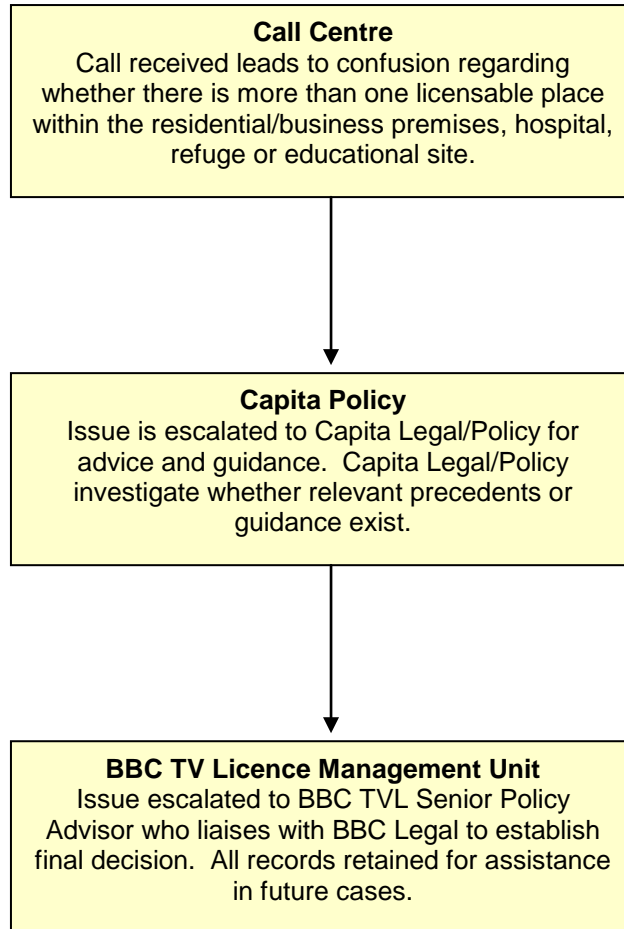 Call Centre
Call received leads to confusion regarding
whether there is more than one licensable place
within the residential/business premises, hospital,
refuge or educational site.
Capita Policy
Issue is escalated to Capita Legal/Policy for
advice and guidance.  Capita Legal/Policy
investigate whether relevant precedents or
guidance exist.
BBC TV Licence Management Unit
Issue escalated to BBC TVL Senior Policy
Advisor who liaises with BBC Legal to establish
final decision.  All records retained for assistance
in future cases.